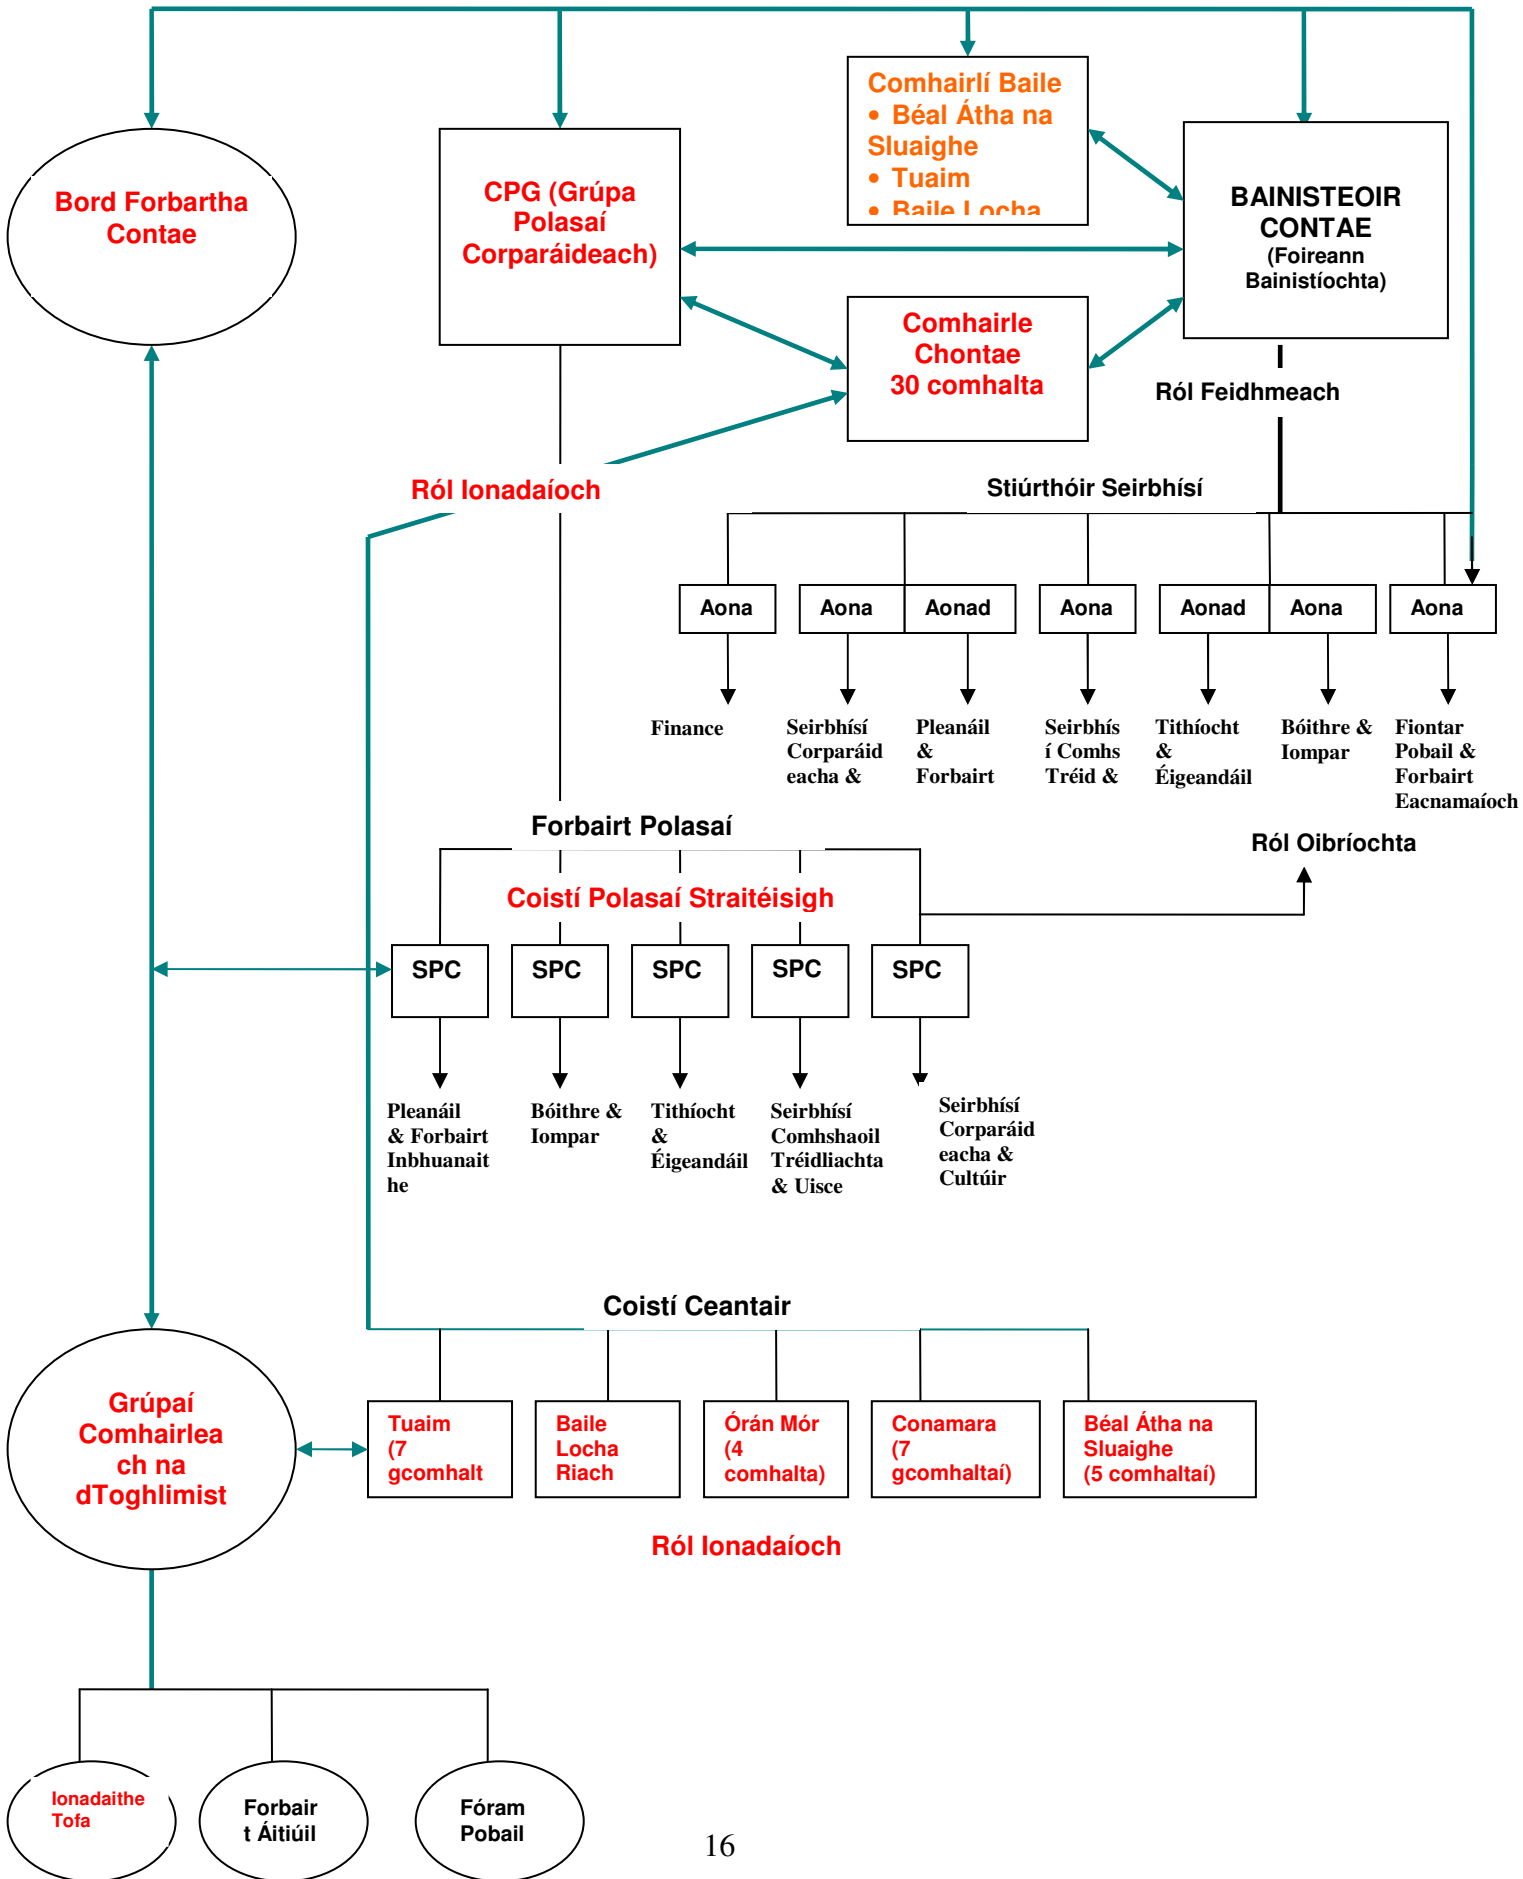 Comhairlí Baile
• Béal Átha na
Sluaighe
• Tuaim
• Baile Locha
Bord Forbartha
Contae
CPG (Grúpa
Polasaí
Corparáideach)
BAINISTEOIR
CONTAE
(Foireann
Bainistíochta)
Comhairle
Chontae
30 comhalta
Ról Feidhmeach
Ról Ionadaíoch
Stiúrthóir Seirbhísí
Aona
Aona
Aonad
Aona
Aonad
Aona
Aona
Finance
Seirbhísí
Corparáid
eacha &
Pleanáil
&
Forbairt
Seirbhís
í Comhs
Tréid &
Tithíocht
&
Éigeandáil
Bóithre &
Iompar
Fiontar
Pobail &
Forbairt
Eacnamaíoch
Forbairt Polasaí
Ról Oibríochta
Coistí Polasaí Straitéisigh
SPC
SPC
SPC
SPC
SPC
Pleanáil
& Forbairt
Inbhuanait
he
Bóithre &
Iompar
Tithíocht
&
Éigeandáil
Seirbhísí
Comhshaoil
Tréidliachta
& Uisce
Seirbhísí
Corparáid
eacha &
Cultúir
Coistí Ceantair
Grúpaí
Comhairlea
ch na
dToghlimist
Tuaim
(7
gcomhalt
Baile
Locha
Riach
Órán Mór
(4
comhalta)
Conamara
(7
gcomhaltaí)
Béal Átha na
Sluaighe
(5 comhaltaí)
Ról Ionadaíoch
Ionadaithe
Tofa
Forbair
t Áitiúil
Fóram
Pobail
16